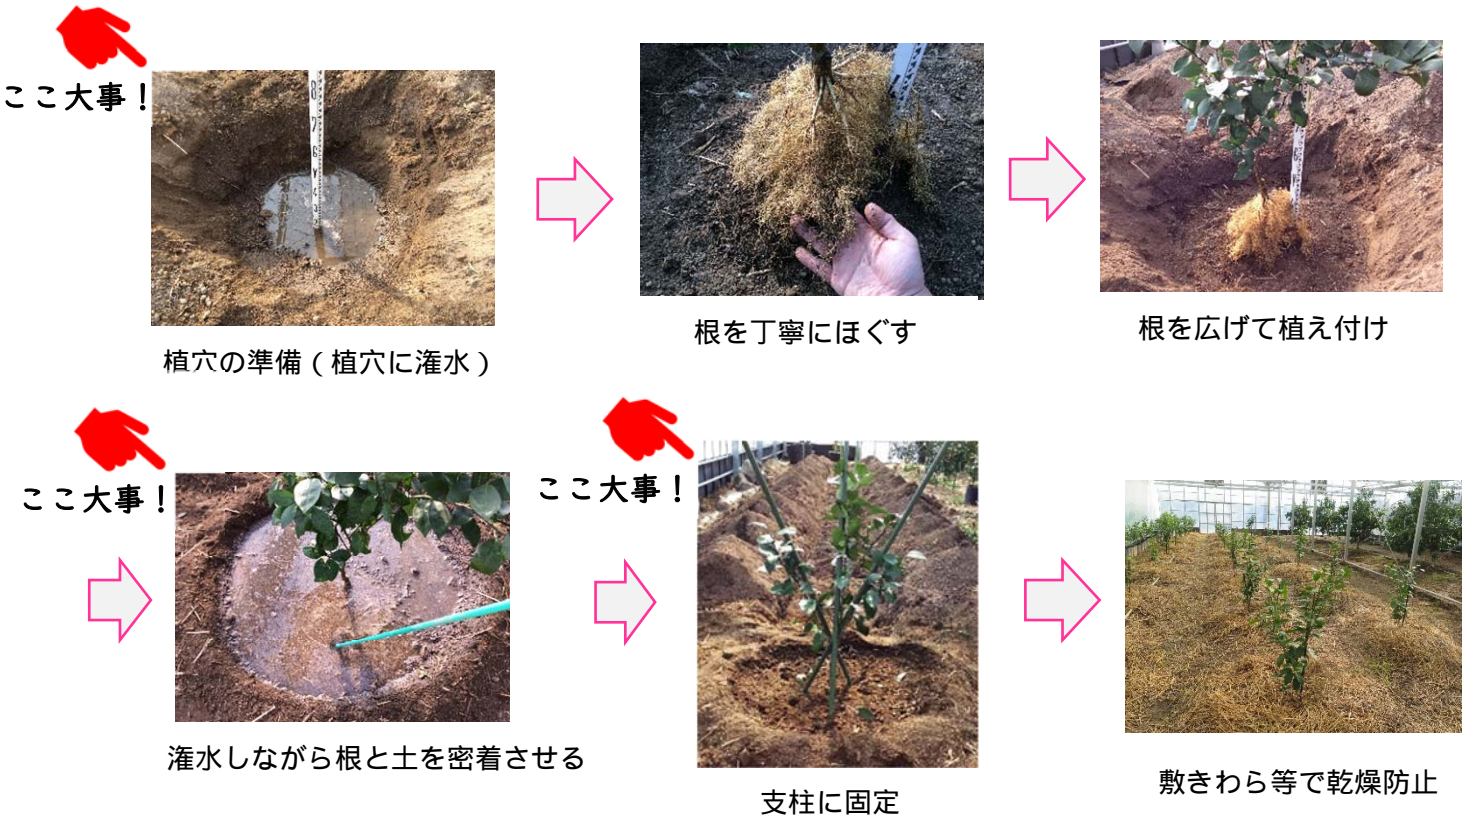 ここ大事！
植穴の準備（植穴に潅水）
根を丁寧にほぐす
根を広げて植え付け
ここ大事！
潅水しながら根と土を密着させる
ここ大事！
支柱に固定
敷きわら等で乾燥防止